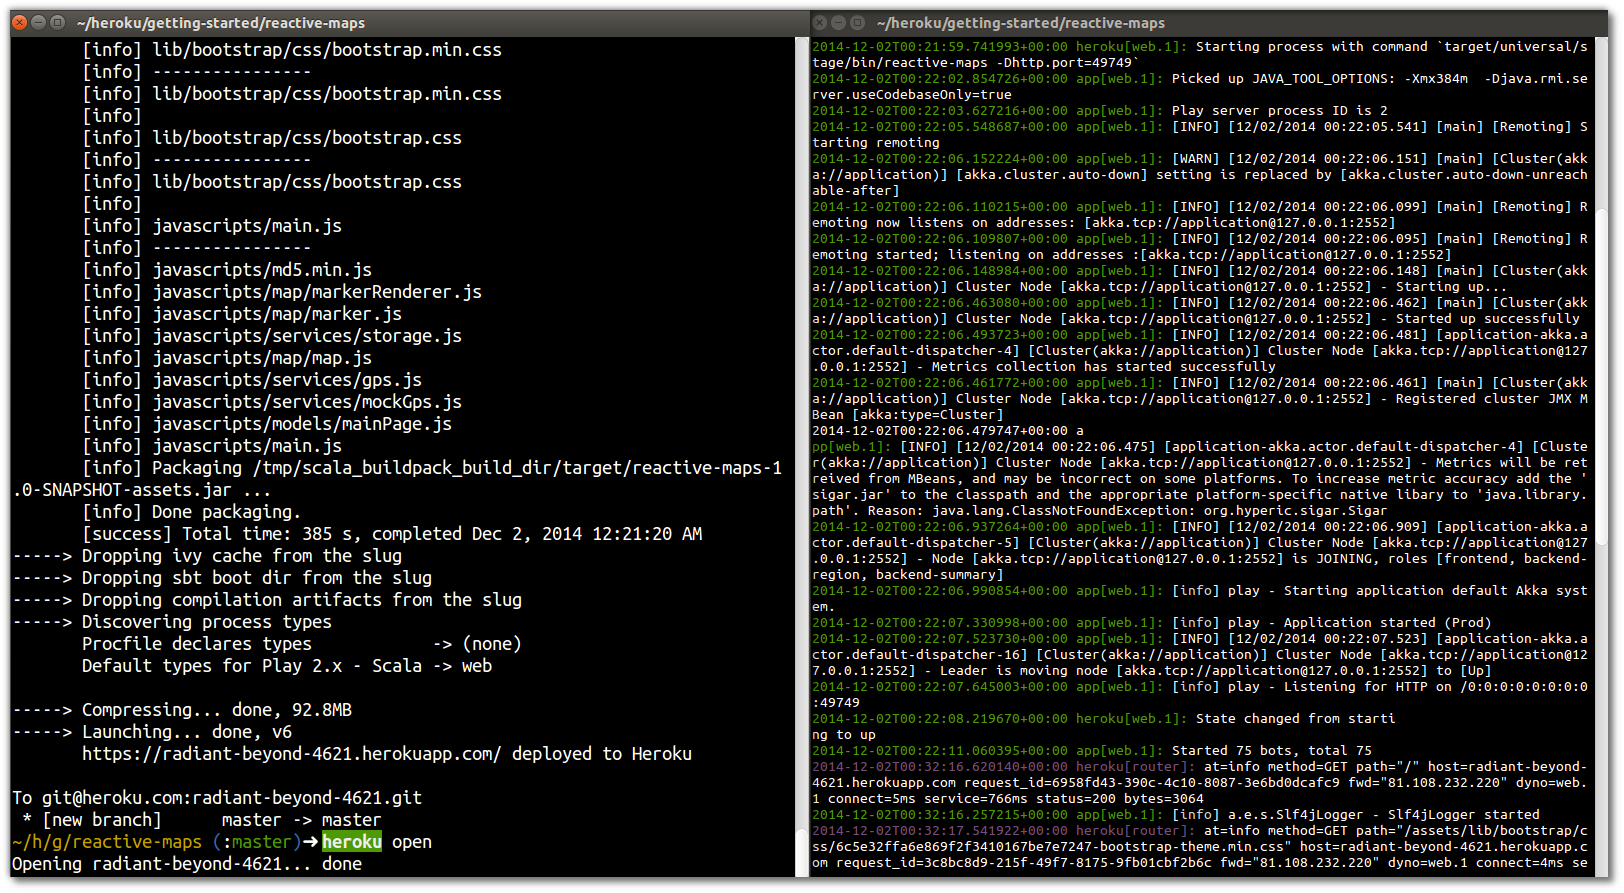 ~/heroku/getting-started/reactive-maps
[info] lib/bootstrap/css/bootstrap.min.css
[info] ----------------
[info] lib/bootstrap/css/bootstrap.min.css
[info]
[info] lib/bootstrap/css/bootstrap.css
[info] ----------------
[info] lib/bootstrap/css/bootstrap.css
[info]
[info] javascripts/main.js
[info] ----------------
[info] javascripts/md5.min.js
[info] javascripts/map/markerRenderer.js
[info] javascripts/map/marker.js
[info] javascripts/services/storage.js
[info] javascripts/map/map.js
[info] javascripts/services/gps.js
[info] javascripts/services/mockGps.js
[info] javascripts/models/mainPage.js
[info] javascripts/main.js
[info] Packaging /tmp/scala_buildpack_build_dir/target/reactive-maps-1
.0-SNAPSHOT-assets.jar ...
[info] Done packaging.
[success] Total time: 385 s, completed Dec 2, 2014 12:21:20 AM
-----> Dropping ivy cache from the slug
-----> Dropping sbt boot dir from the slug
-----> Dropping compilation artifacts from the slug
-----> Discovering process types
Procfile declares types            -> (none)
Default types for Play 2.x - Scala -> web
-----> Compressing... done, 92.8MB
-----> Launching... done, v6
https://radiant-beyond-4621.herokuapp.com/ deployed to Heroku
To git@heroku.com:radiant-beyond-4621.git
* [new branch]      master -> master
~/h/g/reactive-maps (:master)➜heroku open
Opening radiant-beyond-4621... done
~/heroku/getting-started/reactive-maps
2014-12-02T00:21:59.741993+00:00 heroku[web.1]: Starting process with command `target/universal/s
tage/bin/reactive-maps -Dhttp.port=49749`
2014-12-02T00:22:02.854726+00:00 app[web.1]: Picked up JAVA_TOOL_OPTIONS: -Xmx384m  -Djava.rmi.se
rver.useCodebaseOnly=true
2014-12-02T00:22:03.627216+00:00 app[web.1]: Play server process ID is 2
2014-12-02T00:22:05.548687+00:00 app[web.1]: [INFO] [12/02/2014 00:22:05.541] [main] [Remoting] S
tarting remoting
2014-12-02T00:22:06.152224+00:00 app[web.1]: [WARN] [12/02/2014 00:22:06.151] [main] [Cluster(akk
a://application)] [akka.cluster.auto-down] setting is replaced by [akka.cluster.auto-down-unreach
able-after]
2014-12-02T00:22:06.110215+00:00 app[web.1]: [INFO] [12/02/2014 00:22:06.099] [main] [Remoting] R
emoting now listens on addresses: [akka.tcp://application@127.0.0.1:2552]
2014-12-02T00:22:06.109807+00:00 app[web.1]: [INFO] [12/02/2014 00:22:06.095] [main] [Remoting] R
emoting started; listening on addresses :[akka.tcp://application@127.0.0.1:2552]
2014-12-02T00:22:06.148984+00:00 app[web.1]: [INFO] [12/02/2014 00:22:06.148] [main] [Cluster(akk
a://application)] Cluster Node [akka.tcp://application@127.0.0.1:2552] - Starting up...
2014-12-02T00:22:06.463080+00:00 app[web.1]: [INFO] [12/02/2014 00:22:06.462] [main] [Cluster(akk
a://application)] Cluster Node [akka.tcp://application@127.0.0.1:2552] - Started up successfully
2014-12-02T00:22:06.493723+00:00 app[web.1]: [INFO] [12/02/2014 00:22:06.481] [application-akka.a
ctor.default-dispatcher-4] [Cluster(akka://application)] Cluster Node [akka.tcp://application@127
.0.0.1:2552] - Metrics collection has started successfully
2014-12-02T00:22:06.461772+00:00 app[web.1]: [INFO] [12/02/2014 00:22:06.461] [main] [Cluster(akk
a://application)] Cluster Node [akka.tcp://application@127.0.0.1:2552] - Registered cluster JMX M
Bean [akka:type=Cluster]
2014-12-02T00:22:06.479747+00:00 a
pp[web.1]: [INFO] [12/02/2014 00:22:06.475] [application-akka.actor.default-dispatcher-4] [Cluste
r(akka://application)] Cluster Node [akka.tcp://application@127.0.0.1:2552] - Metrics will be ret
reived from MBeans, and may be incorrect on some platforms. To increase metric accuracy add the '
sigar.jar' to the classpath and the appropriate platform-specific native libary to 'java.library.
path'. Reason: java.lang.ClassNotFoundException: org.hyperic.sigar.Sigar
2014-12-02T00:22:06.937264+00:00 app[web.1]: [INFO] [12/02/2014 00:22:06.909] [application-akka.a
ctor.default-dispatcher-5] [Cluster(akka://application)] Cluster Node [akka.tcp://application@127
.0.0.1:2552] - Node [akka.tcp://application@127.0.0.1:2552] is JOINING, roles [frontend, backend-
region, backend-summary]
2014-12-02T00:22:06.990854+00:00 app[web.1]: [info] play - Starting application default Akka syst
em.
2014-12-02T00:22:07.330998+00:00 app[web.1]: [info] play - Application started (Prod)
2014-12-02T00:22:07.523730+00:00 app[web.1]: [INFO] [12/02/2014 00:22:07.523] [application-akka.a
ctor.default-dispatcher-16] [Cluster(akka://application)] Cluster Node [akka.tcp://application@12
7.0.0.1:2552] - Leader is moving node [akka.tcp://application@127.0.0.1:2552] to [Up]
2014-12-02T00:22:07.645003+00:00 app[web.1]: [info] play - Listening for HTTP on /0:0:0:0:0:0:0:0
:49749
2014-12-02T00:22:08.219670+00:00 heroku[web.1]: State changed from starti
ng to up
2014-12-02T00:22:11.060395+00:00 app[web.1]: Started 75 bots, total 75
2014-12-02T00:32:16.620140+00:00 heroku[router]: at=info method=GET path="/" host=radiant-beyond-
4621.herokuapp.com request_id=6958fd43-390c-4c10-8087-3e6bd0dcafc9 fwd="81.108.232.220" dyno=web.
1 connect=5ms service=766ms status=200 bytes=3064
2014-12-02T00:32:16.257215+00:00 app[web.1]: [info] a.e.s.Slf4jLogger - Slf4jLogger started
2014-12-02T00:32:17.541922+00:00 heroku[router]: at=info method=GET path="/assets/lib/bootstrap/c
ss/6c5e32ffa6e869f2f3410167be7e7247-bootstrap-theme.min.css" host=radiant-beyond-4621.herokuapp.c
om request_id=3c8bc8d9-215f-49f7-8175-9fb01cbf2b6c fwd="81.108.232.220" dyno=web.1 connect=4ms se